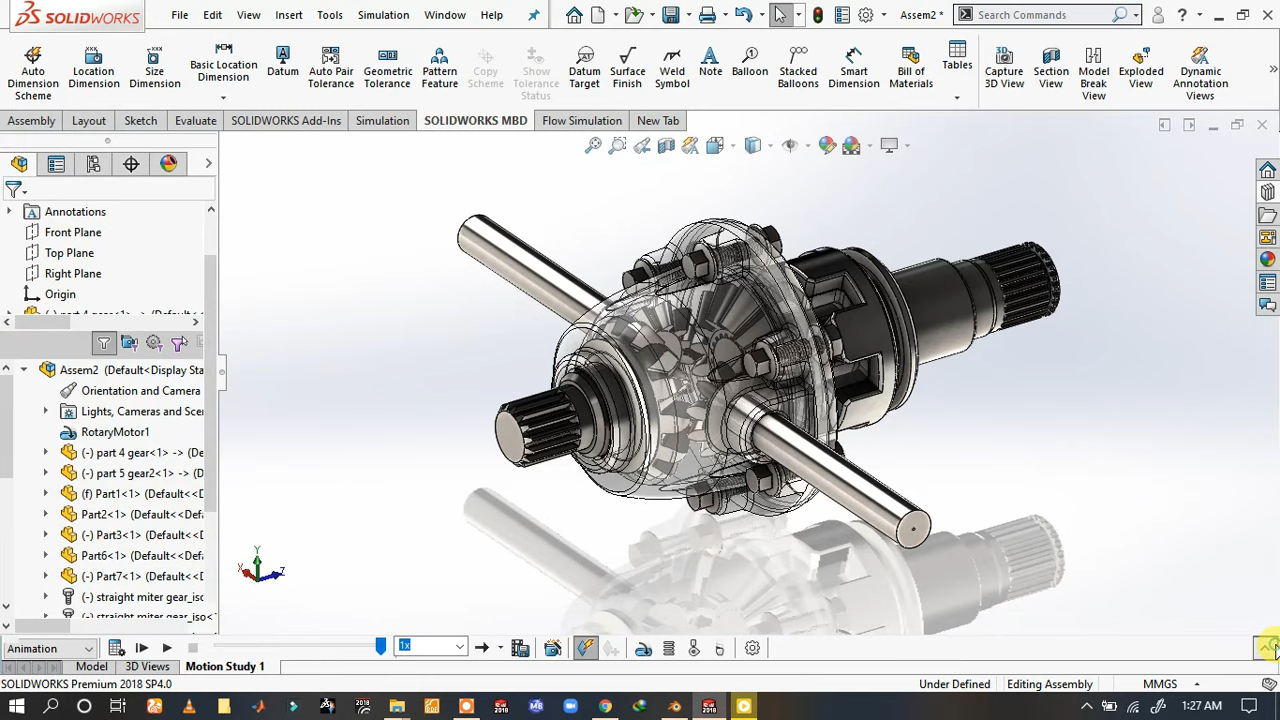 SOLIDWORKS File Edit View Insert Tools Simulation Window Help Assem2 * Search Commands ?
Auto Dimension Scheme
Location Dimension
Size Dimension
Basic Location Dimension
Datum
Auto Pair Tolerance
Geometric Tolerance
Pattern Feature
Copy Scheme
Show Tolerance Status
Datum Target
Surface Finish
Weld Symbol
Note
Balloon
Stacked Balloons
Smart Dimension
Bill of Materials
Tables
Capture 3D View
Section View
Model Break View
Exploded View
Dynamic Annotation Views
Assembly Layout Sketch Evaluate SOLIDWORKS Add-Ins Simulation SOLIDWORKS MBD Flow Simulation New Tab
Annotations
Front Plane
Top Plane
Right Plane
Origin
Assem2 (Default<Display Sta
Orientation and Camera
Lights, Cameras and Scen
RotaryMotor1
(-) part 4 gear<1> -> (De
(-) part 5 gear2<1> -> (D
(f) Part1<1> (Default<<De
Part2<1> (Default<<De
(-) Part3<1> (Default<<
Part6<1> (Default<<De
(-) Part7<1> (Default<<
(-) straight miter gear_iso
Y
X
Z
Animation 1x
Model 3D Views Motion Study 1
SOLIDWORKS Premium 2018 SP4.0 Under Defined Editing Assembly MMGS
1:27 AM